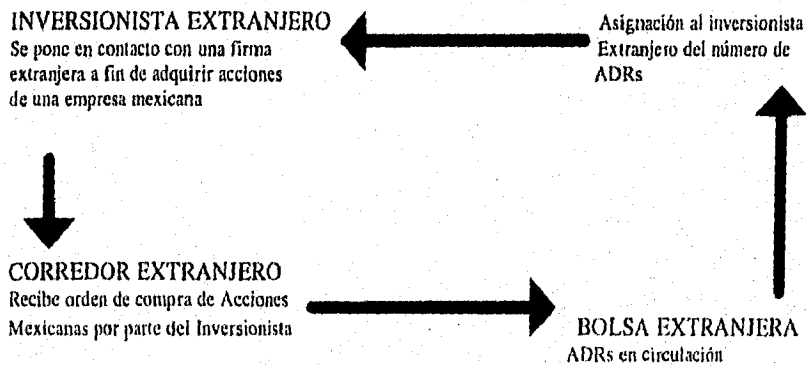 INVERSIONISTA EXTRANJERO
Se pone en contacto con una firma
extranjera a fin de adquirir acciones
de una empresa mexicana
Asignación al inversionista
Extranjero del número de
ADRs
CORREDOR EXTRANJERO
Recibe orden de compra de Acciones
Mexicanas por parte del Inversionista
BOLSA EXTRANJERA
ADRs en circulación